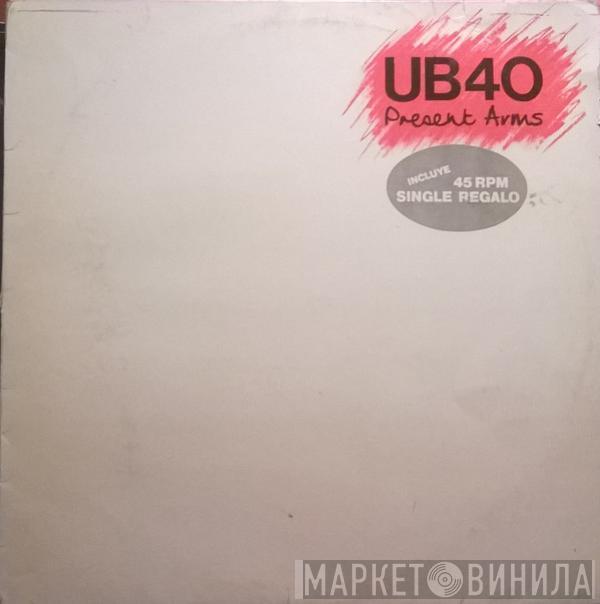 UB40
Present Arms
INCLUYE 45 RPM
SINGLE REGALO
МАРКЕТ ВИНИЛА